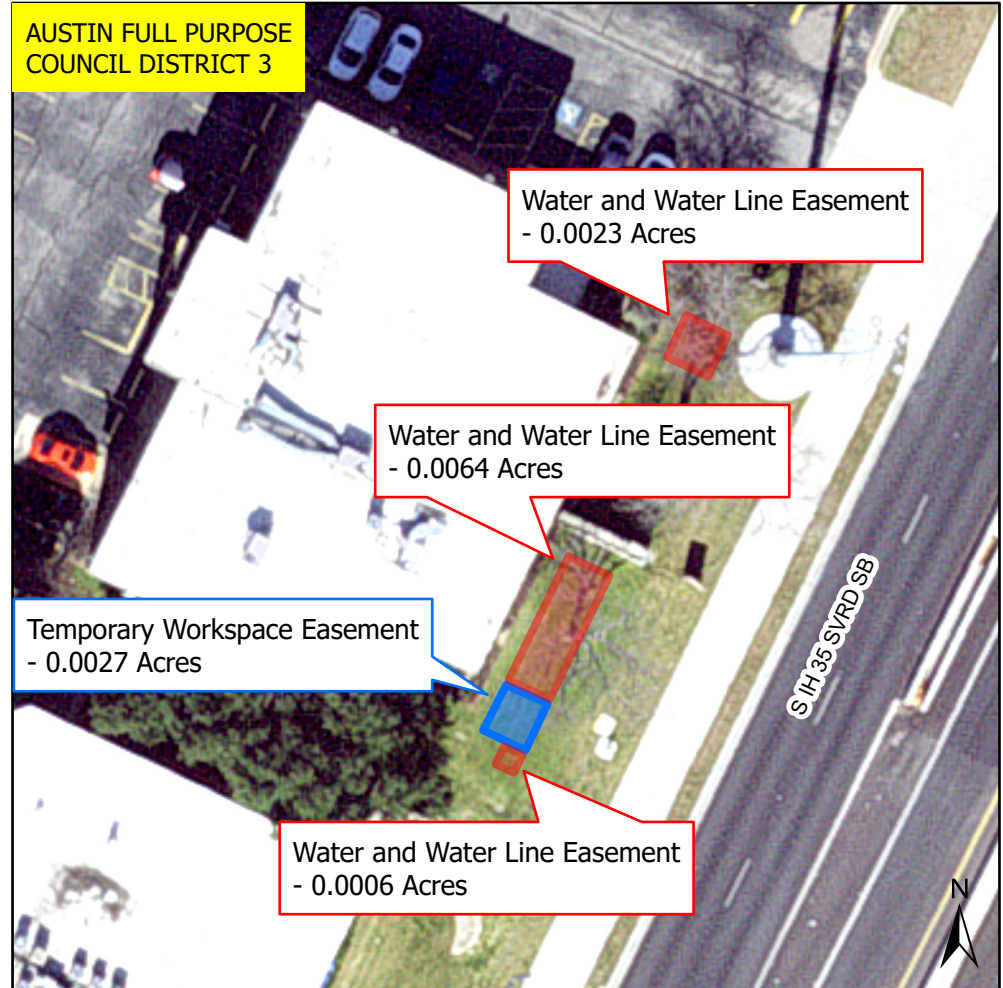 AUSTIN FULL PURPOSE
COUNCIL DISTRICT 3
Water and Water Line Easement
- 0.0023 Acres
Water and Water Line Easement
- 0.0064 Acres
Temporary Workspace Easement
- 0.0027 Acres
S IH 35 SVRD SB
Water and Water Line Easement
- 0.0006 Acres
N